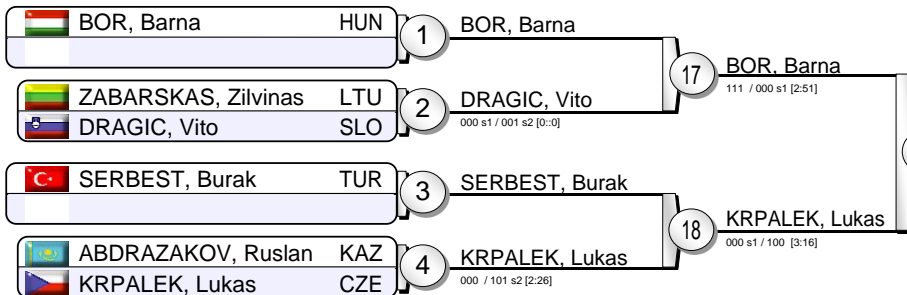 BOR, Barna HUN
1
BOR, Barna
ZABARSKAS, Zilvinas LTU
DRAGIC, Vito SLO
2
DRAGIC, Vito
000 s1 / 001 s2 [0::0]
17
BOR, Barna
111 / 000 s1 [2:51]
SERBEST, Burak TUR
3
SERBEST, Burak
ABDRAZAKOV, Ruslan KAZ
KRPALEK, Lukas CZE
4
KRPALEK, Lukas
000 / 101 s2 [2:26]
18
KRPALEK, Lukas
000 s1 / 100 [3:16]